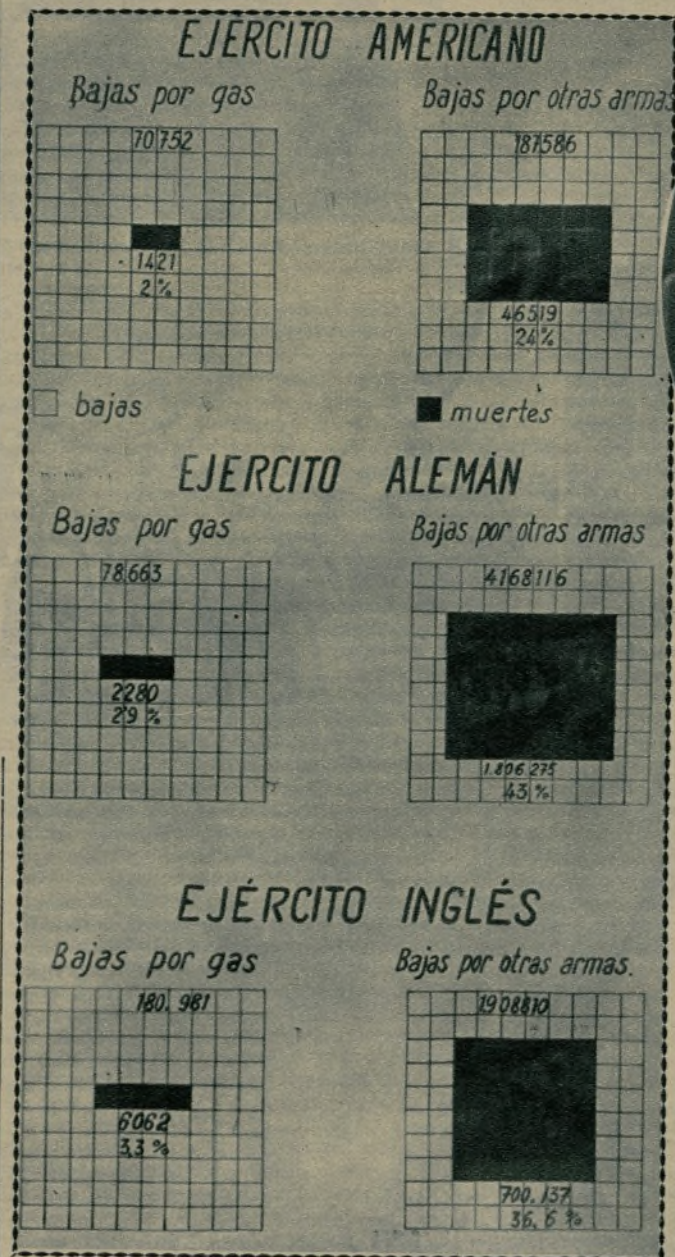 EJÉRCITO AMERICANO
Bajas por gas
70752
1421
2 %
Bajas por otras armas
187586
46519
24 %
bajas
muertes
EJERCITO ALEMÁN
Bajas por gas
78663
2280
2'9 %
Bajas por otras armas
4168116
1.806 275
43 %
EJÉRCITO INGLÉS
Bajas por gas
180.981
6062
3,3 %
Bajas por otras armas.
1908810
700.137
36,6 %